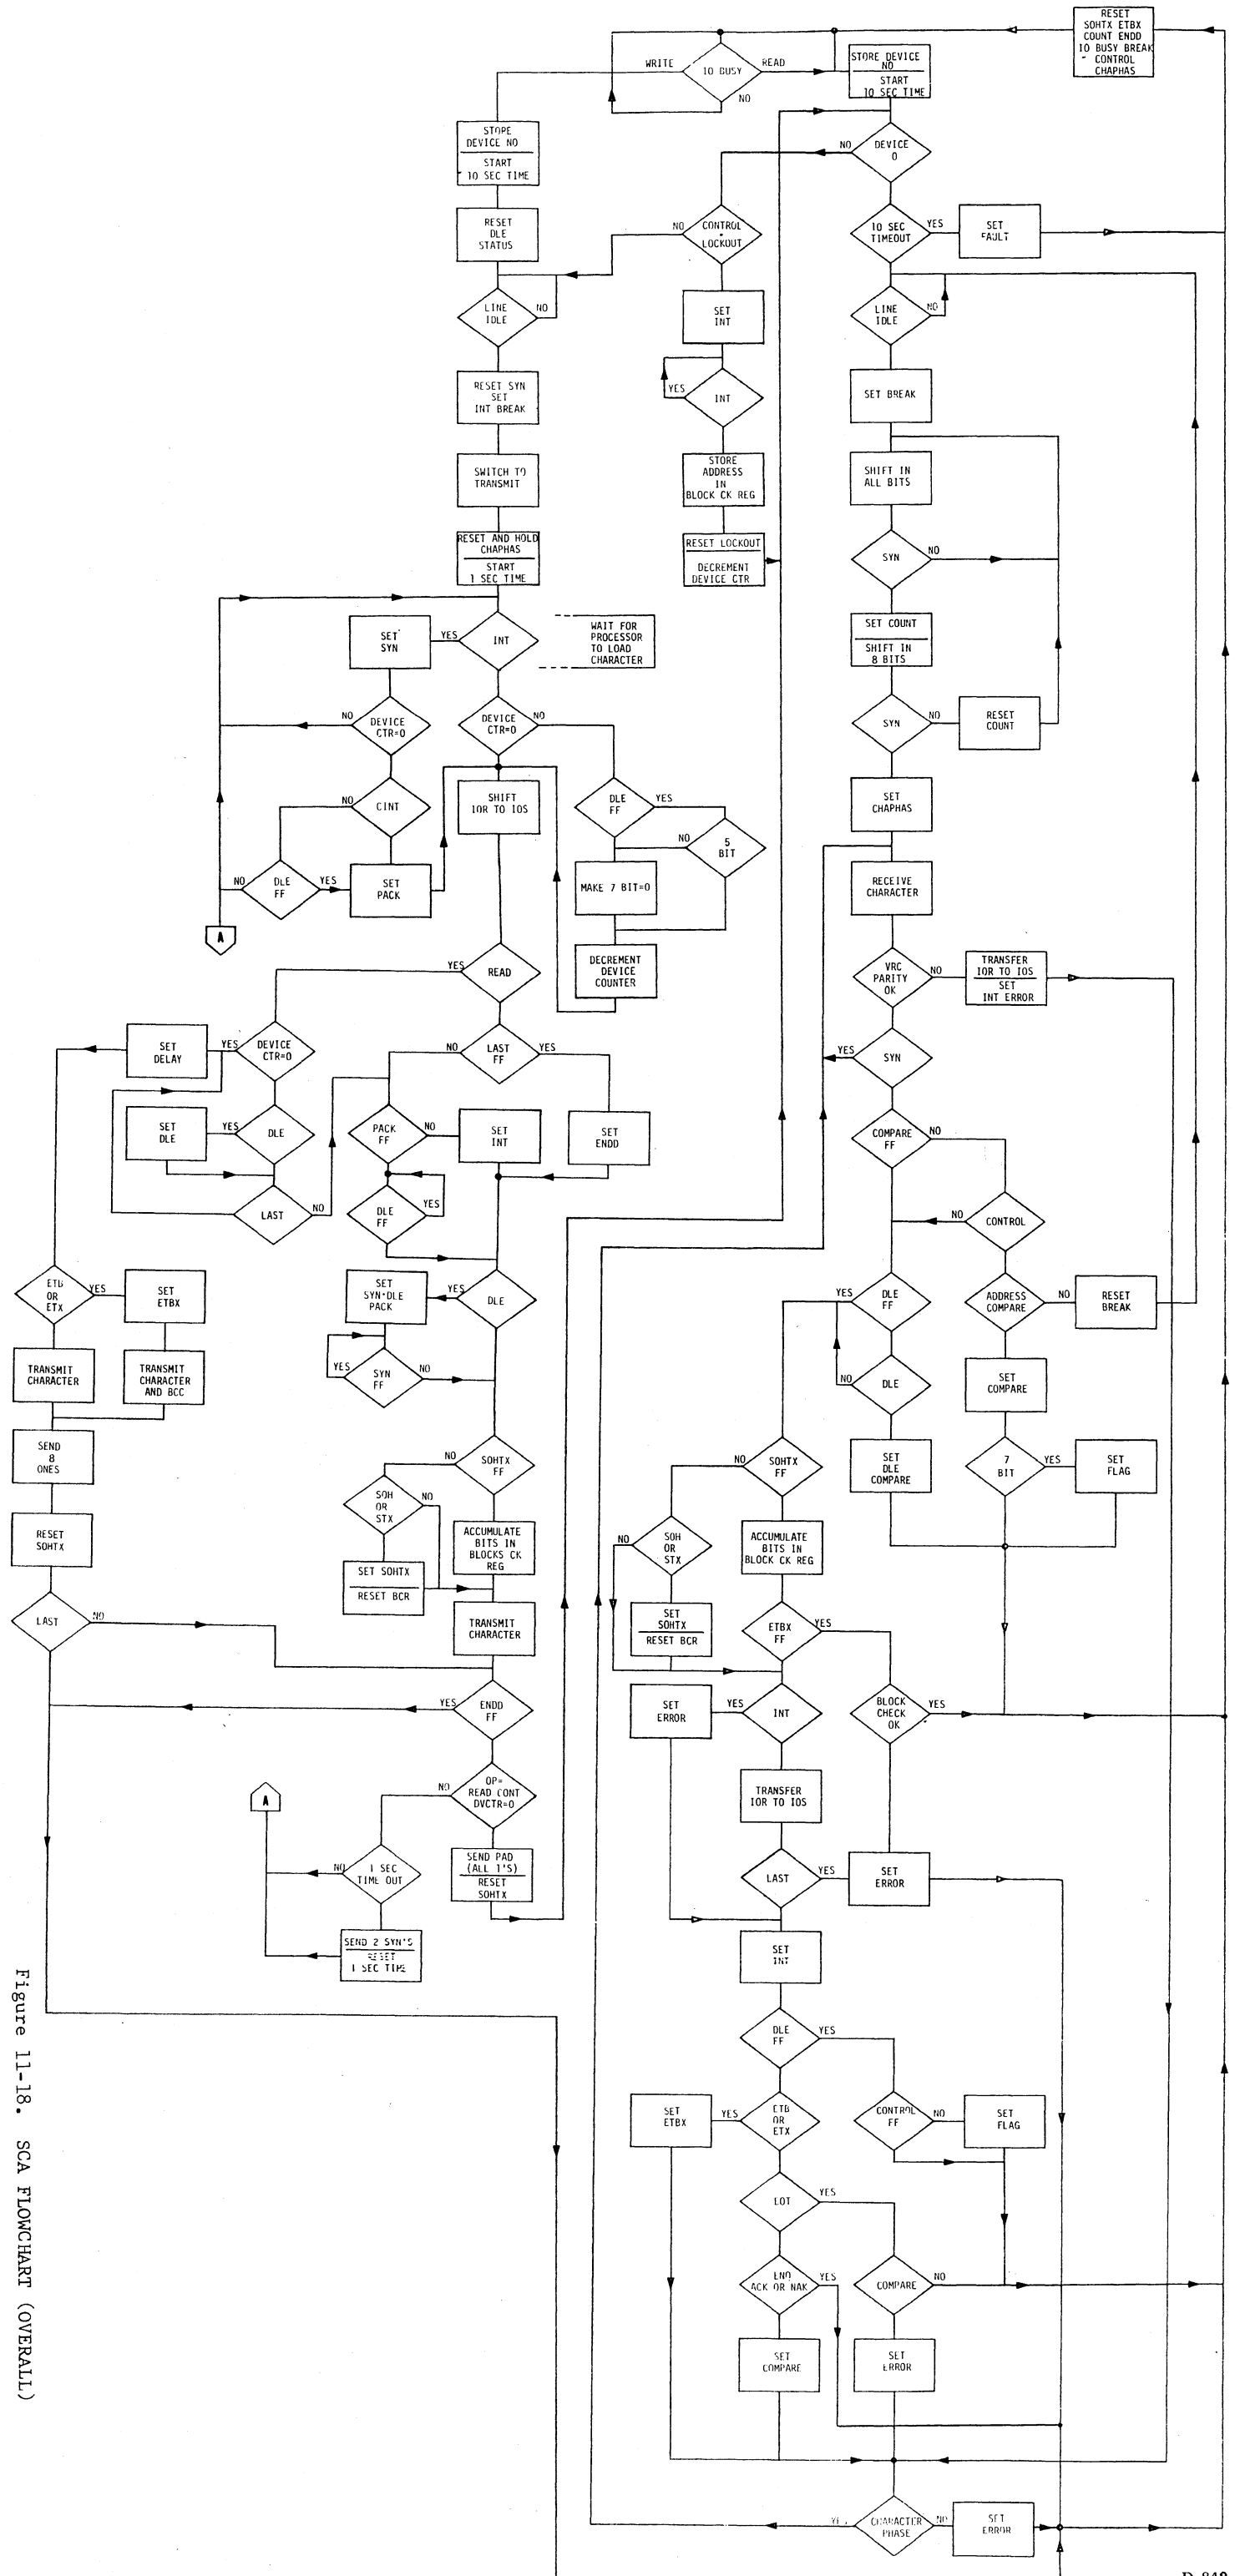 RESET
SOHTX ETBX
COUNT ENDD
IO BUSY BREAK
CONTROL
CHAPHAS
WRITE
IO BUSY
READ
NO
STORE DEVICE
NO
START
10 SEC TIME
STOPE
DEVICE NO
START
10 SEC TIME
DEVICE
0
NO
RESET
DLE
STATUS
NO
CONTROL
·
LOCKOUT
10 SEC
TIMEOUT
YES
SET
FAULT
LINE
IDLE
NO
SET
INT
LINE
IDLE
NO
RESET SYN
SET
INT BREAK
YES
INT
SET BREAK
SWITCH TO
TRANSMIT
STORE
ADDRESS
IN
BLOCK CK REG
SHIFT IN
ALL BITS
RESET AND HOLD
CHAPHAS
START
1 SEC TIME
RESET LOCKOUT
DECREMENT
DEVICE CTR
SYN
NO
SET
SYN
YES
INT
WAIT FOR
PROCESSOR
TO LOAD
CHARACTER
SET COUNT
SHIFT IN
8 BITS
NO
DEVICE
CTR=0
DEVICE
CTR=0
NO
SYN
NO
RESET
COUNT
NO
CINT
SHIFT
IOR TO IOS
DLE
FF
YES
NO
5
BIT
SET
CHAPHAS
NO
DLE
FF
YES
SET
PACK
MAKE 7 BIT=0
RECEIVE
CHARACTER
A
DECREMENT
DEVICE
COUNTER
YES
READ
VRC
PARITY
OK
NO
TRANSFER
IOR TO IOS
SET
INT ERROR
SET
DELAY
YES
DEVICE
CTR=0
NO
LAST
FF
YES
YES
SYN
SET
DLE
YES
DLE
PACK
FF
NO
SET
INT
SET
ENDD
COMPARE
FF
NO
LAST
NO
DLE
FF
YES
NO
CONTROL
ETB
OR
ETX
YES
SET
ETBX
SET
SYN·DLE
PACK
YES
DLE
YES
DLE
FF
ADDRESS
COMPARE
NO
RESET
BREAK
TRANSMIT
CHARACTER
TRANSMIT
CHARACTER
AND BCC
YES
SYN
FF
NO
NO
DLE
SET
COMPARE
SEND
8
ONES
NO
SOHTX
FF
NO
SOHTX
FF
SET
DLE
COMPARE
7
BIT
YES
SET
FLAG
SOH
OR
STX
NO
RESET
SOHTX
ACCUMULATE
BITS IN
BLOCKS CK
REG
NO
SOH
OR
STX
ACCUMULATE
BITS IN
BLOCK CK REG
SET SOHTX
RESET BCR
LAST
NO
TRANSMIT
CHARACTER
SET
SOHTX
RESET BCR
ETBX
FF
YES
YES
ENDD
FF
SET
ERROR
YES
INT
BLOCK
CHECK
OK
YES
A
NO
OP=
READ CONT
DVCTR=0
TRANSFER
IOR TO IOS
NO
1 SEC
TIME OUT
SEND PAD
(ALL 1'S)
RESET
SOHTX
LAST
YES
SET
ERROR
SEND 2 SYN'S
RESET
1 SEC TIME
SET
INT
DLE
FF
YES
SET
ETBX
YES
ETB
OR
ETX
CONTROL
FF
NO
SET
FLAG
YES
ENQ
ACK OR NAK
YES
COMPARE
NO
SET
COMPARE
SET
ERROR
CHARACTER
PHASE
NO
SET
ERROR
Figure 11-18. SCA FLOWCHART (OVERALL)